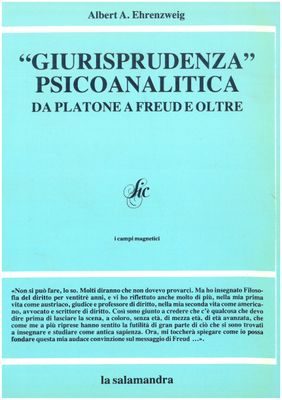 Albert A. Ehrenzweig
“GIURISPRUDENZA”
PSICOANALITICA
DA PLATONE A FREUD E OLTRE
sic
i campi magnetici
«Non si può fare, lo so. Molti diranno che non dovevo provarci. Ma ho insegnato Filoso-
fia del diritto per ventitrè anni, e vi ho riflettuto anche molto di più, nella mia prima
vita come austriaco, giudice e professore di diritto, nella mia seconda vita come america-
no, avvocato e scrittore di diritto. Così sono giunto a credere che c'è qualcosa che devo
dire prima di lasciare la scena, a coloro, senza età, di mezza età, di età avanzata, che
come me a più riprese hanno sentito la futilità di gran parte di ciò che si sono trovati
a insegnare e studiare come antica sapienza. Ora, mi toccherà spiegare come io possa
fondare questa mia audace convinzione sul messaggio di Freud ...».
la salamandra